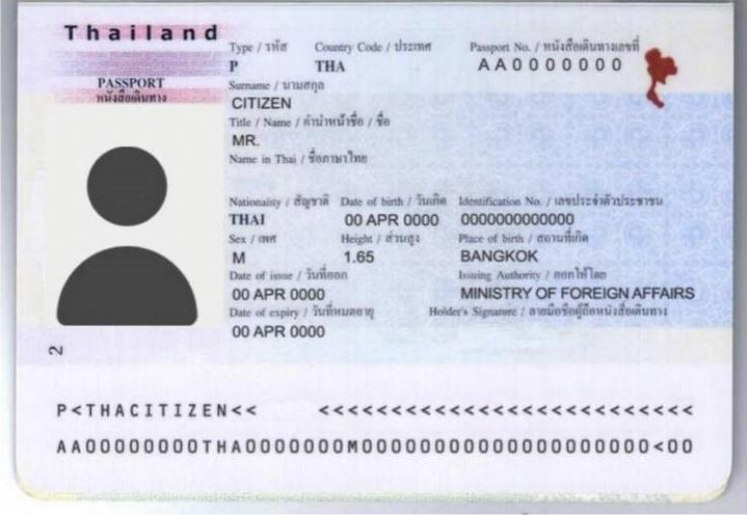 Thailand
PASSPORT
หนังสือเดินทาง
Type / รหัส Country Code / ประเทศ Passport No. / หนังสือเดินทางเลขที่
P THA AA0000000
Surname / นามสกุล
CITIZEN
Title / Name / คำนำหน้าชื่อ / ชื่อ
MR.
Name in Thai / ชื่อภาษาไทย
Nationality / สัญชาติ Date of birth / วันเกิด Identification No. / เลขประจำตัวประชาชน
THAI 00 APR 0000 0000000000000
Sex / เพศ Height / ส่วนสูง Place of birth / สถานที่เกิด
M 1.65 BANGKOK
Date of issue / วันที่ออก Issuing Authority / ออกให้โดย
00 APR 0000 MINISTRY OF FOREIGN AFFAIRS
Date of expiry / วันที่หมดอายุ Holder's Signature / ลายมือชื่อผู้ถือหนังสือเดินทาง
00 APR 0000
2
P<THACITIZEN<< <<<<<<<<<<<<<<<<<<<<<<<<<<
AA00000000THA0000000M0000000000000000000000<00